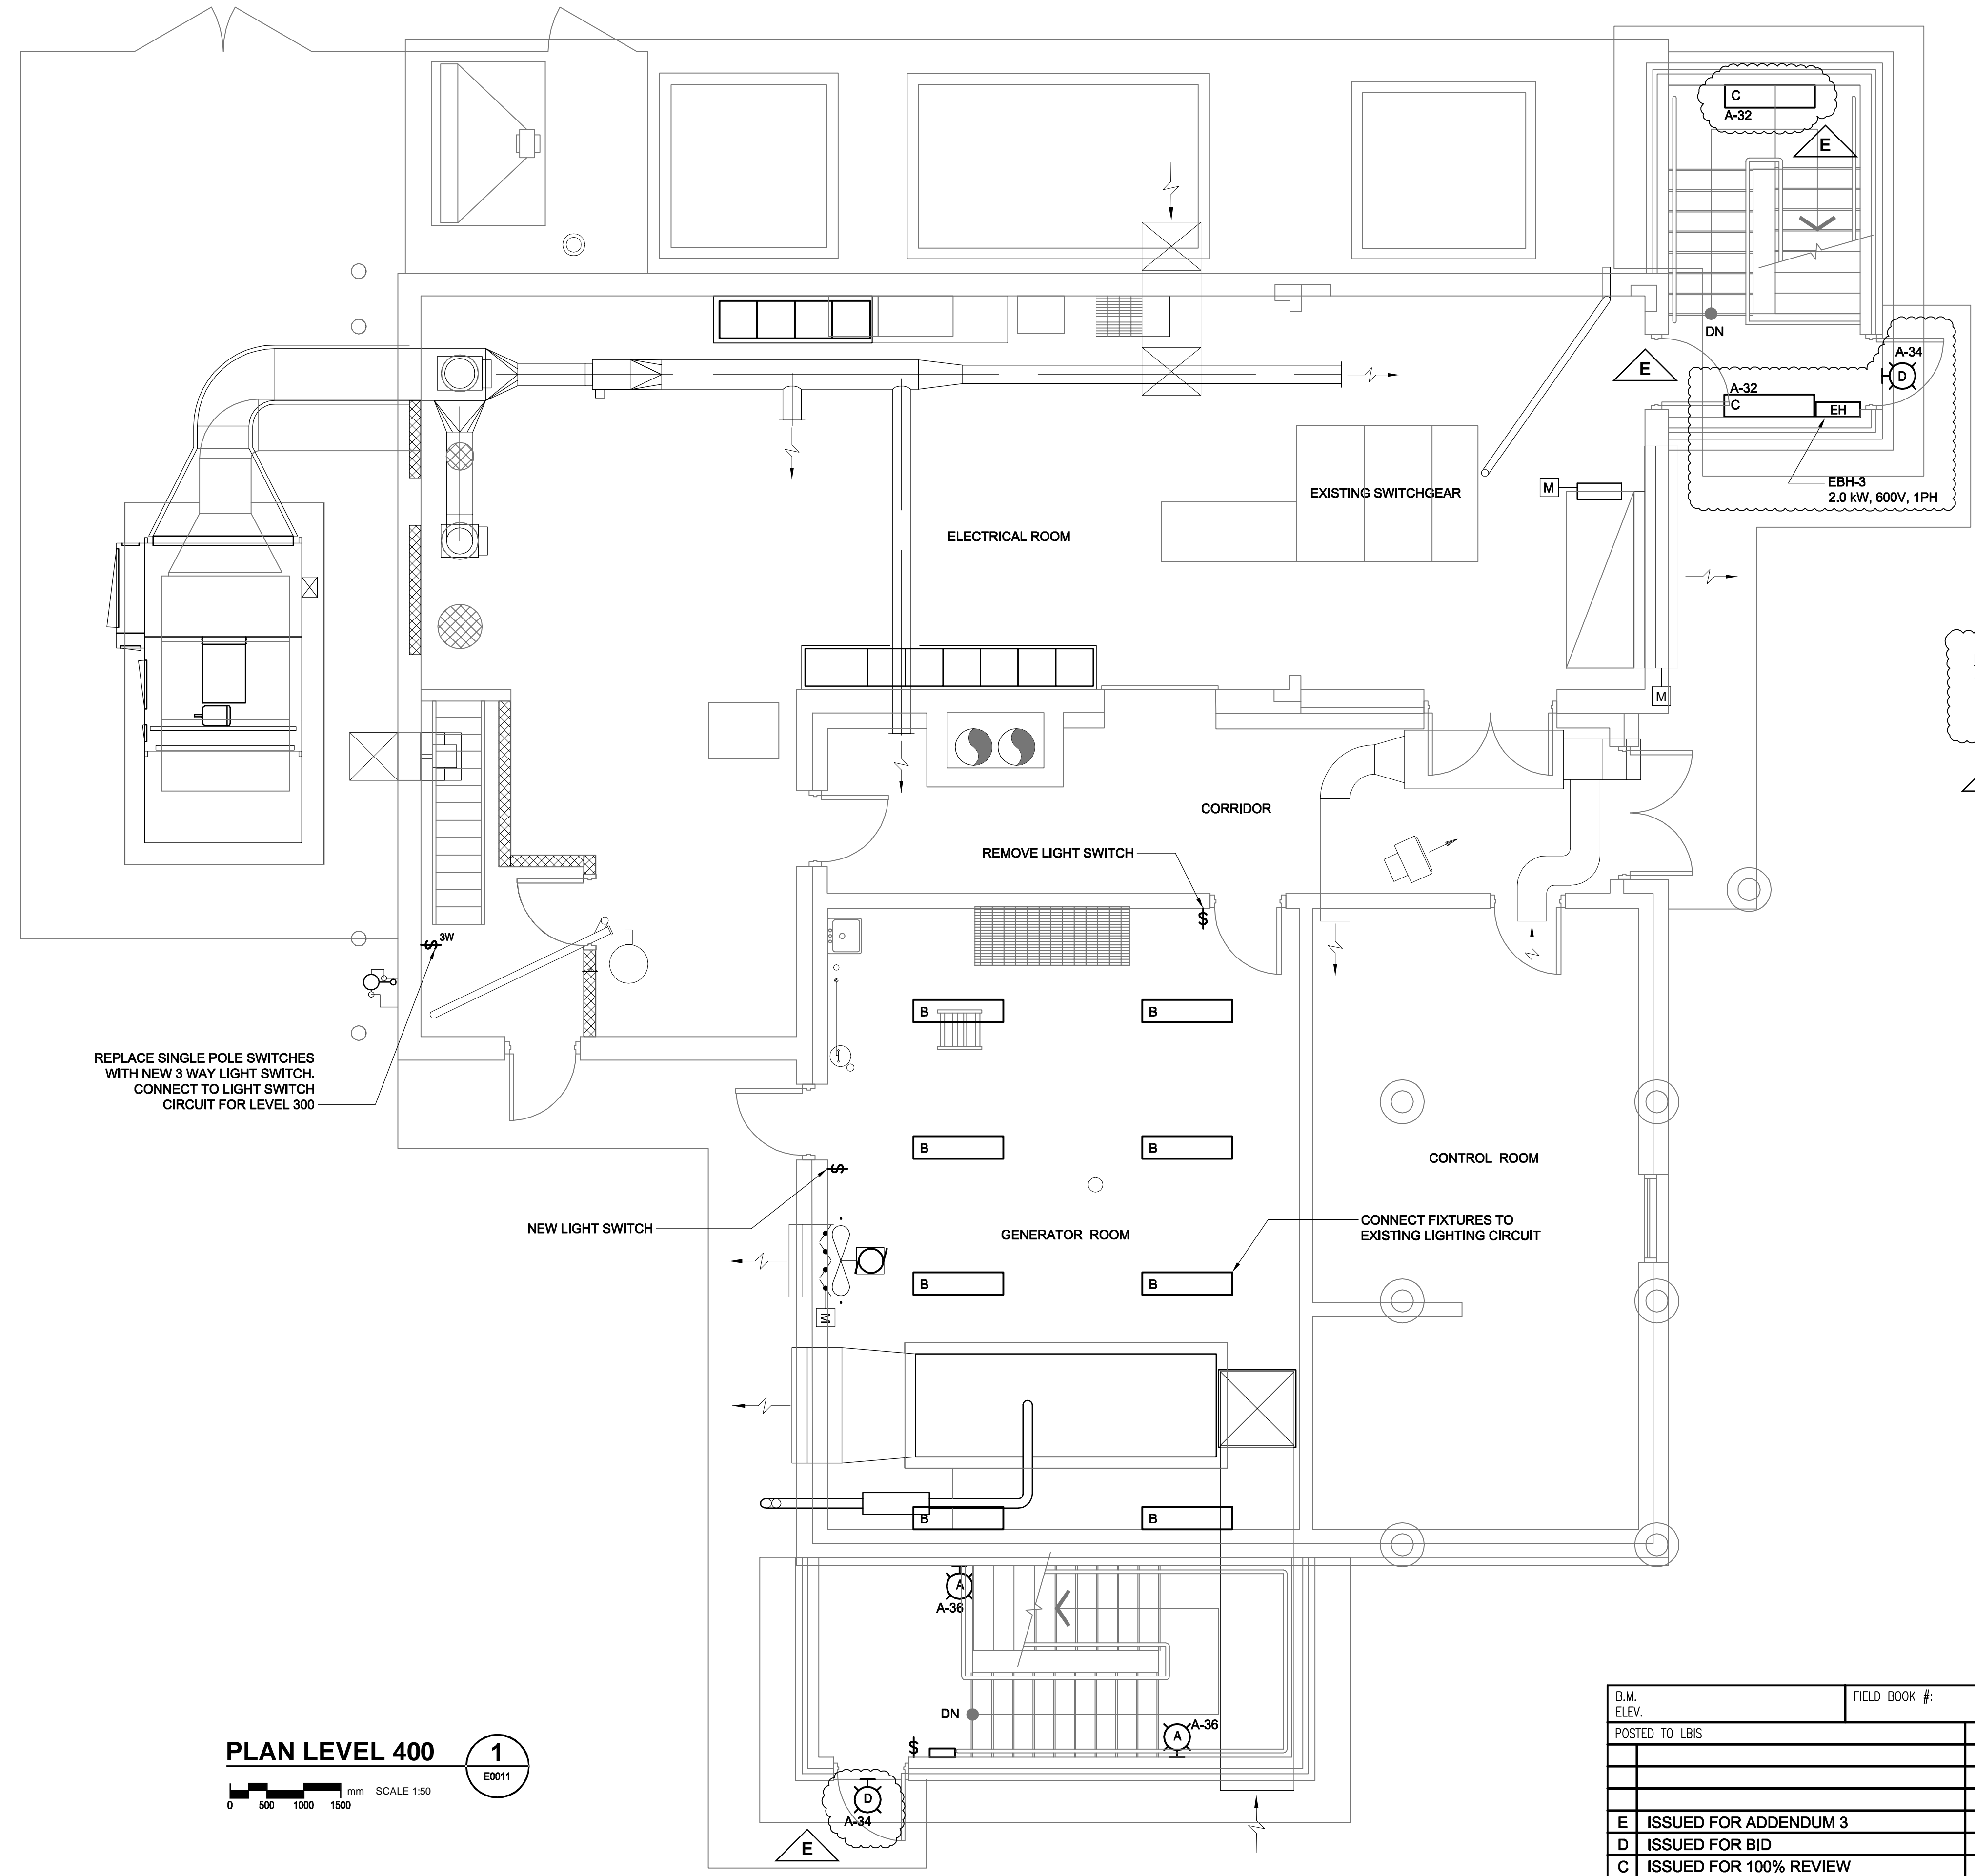 C
A-32
E
DN
A-34
D
E
A-32
C
EH
EBH-3
2.0 kW, 600V, 1PH
EXISTING SWITCHGEAR
M
ELECTRICAL ROOM
M
CORRIDOR
REMOVE LIGHT SWITCH
$
$ 3W
B
B
REPLACE SINGLE POLE SWITCHES
WITH NEW 3 WAY LIGHT SWITCH.
CONNECT TO LIGHT SWITCH
CIRCUIT FOR LEVEL 300
B
B
CONTROL ROOM
$
NEW LIGHT SWITCH
GENERATOR ROOM
CONNECT FIXTURES TO
EXISTING LIGHTING CIRCUIT
B
B
M
B
B
A
A-36
DN
A-36
A
$
D
A-34
E
PLAN LEVEL 400
1
E0011
mm SCALE 1:50
0 500 1000 1500
B.M.
ELEV.
FIELD BOOK #:
POSTED TO LBIS
E ISSUED FOR ADDENDUM 3
D ISSUED FOR BID
C ISSUED FOR 100% REVIEW